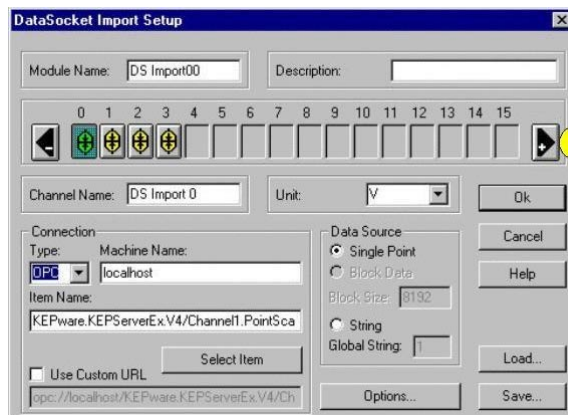 DataSocket Import Setup
Module Name: DS Import00 Description:
0 1 2 3 4 5 6 7 8 9 10 11 12 13 14 15
Channel Name: DS Import 0 Unit: V Ok
Connection Data Source Cancel
Type: Machine Name: Single Point
OPC localhost Block Data Help
Item Name: Block Size: 8192
KEPware.KEPServerEx.V4/Channel1.PointSca String
Select Item Global String: 1 Load...
Use Custom URL
opc://localhost/KEPware.KEPServerEx.V4/Ch Options... Save...